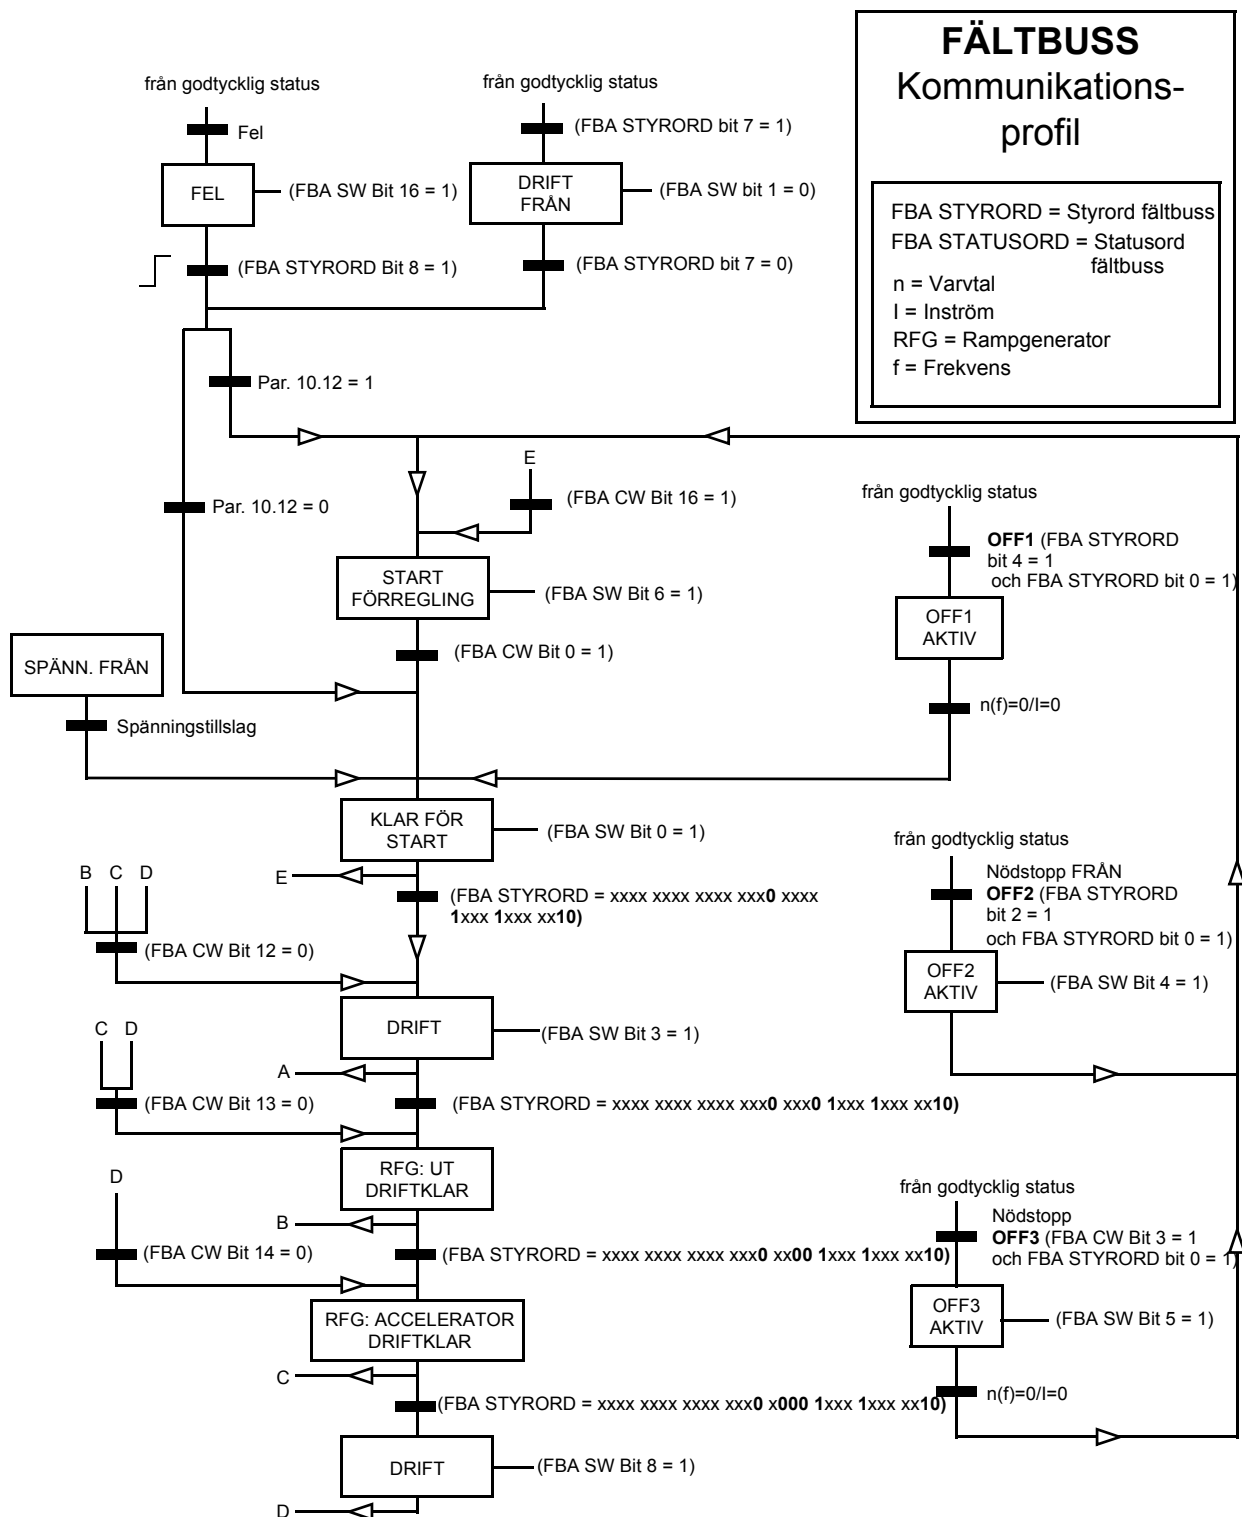 FÄLTBUSS
Kommunikations-
profil
FBA STYRORD = Styrord fältbuss
FBA STATUSORD = Statusord
fältbuss
n = Varvtal
I = Inström
RFG = Rampgenerator
f = Frekvens
från godtycklig status
från godtycklig status
Fel
(FBA STYRORD bit 7 = 1)
FEL
(FBA SW Bit 16 = 1)
DRIFT
FRÅN
(FBA SW bit 1 = 0)
(FBA STYRORD Bit 8 = 1)
(FBA STYRORD bit 7 = 0)
Par. 10.12 = 1
E
(FBA CW Bit 16 = 1)
Par. 10.12 = 0
från godtycklig status
OFF1 (FBA STYRORD
bit 4 = 1
och FBA STYRORD bit 0 = 1)
START
FÖRREGLING
(FBA SW Bit 6 = 1)
OFF1
AKTIV
(FBA CW Bit 0 = 1)
SPÄNN. FRÅN
n(f)=0/I=0
Spänningstillslag
KLAR FÖR
START
(FBA SW Bit 0 = 1)
från godtycklig status
B C D
E
(FBA STYRORD = xxxx xxxx xxxx xxx0 xxxx
1xxx 1xxx xx10)
Nödstopp FRÅN
OFF2 (FBA STYRORD
bit 2 = 1
och FBA STYRORD bit 0 = 1)
(FBA CW Bit 12 = 0)
OFF2
AKTIV
(FBA SW Bit 4 = 1)
DRIFT
(FBA SW Bit 3 = 1)
C D
A
(FBA CW Bit 13 = 0)
(FBA STYRORD = xxxx xxxx xxxx xxx0 xxx0 1xxx 1xxx xx10)
RFG: UT
DRIFTKLAR
D
från godtycklig status
B
Nödstopp
OFF3 (FBA CW Bit 3 = 1
och FBA STYRORD bit 0 = 1)
(FBA CW Bit 14 = 0)
(FBA STYRORD = xxxx xxxx xxxx xxx0 xx00 1xxx 1xxx xx10)
RFG: ACCELERATOR
DRIFTKLAR
OFF3
AKTIV
(FBA SW Bit 5 = 1)
C
(FBA STYRORD = xxxx xxxx xxxx xxx0 x000 1xxx 1xxx xx10)
n(f)=0/I=0
DRIFT
(FBA SW Bit 8 = 1)
D